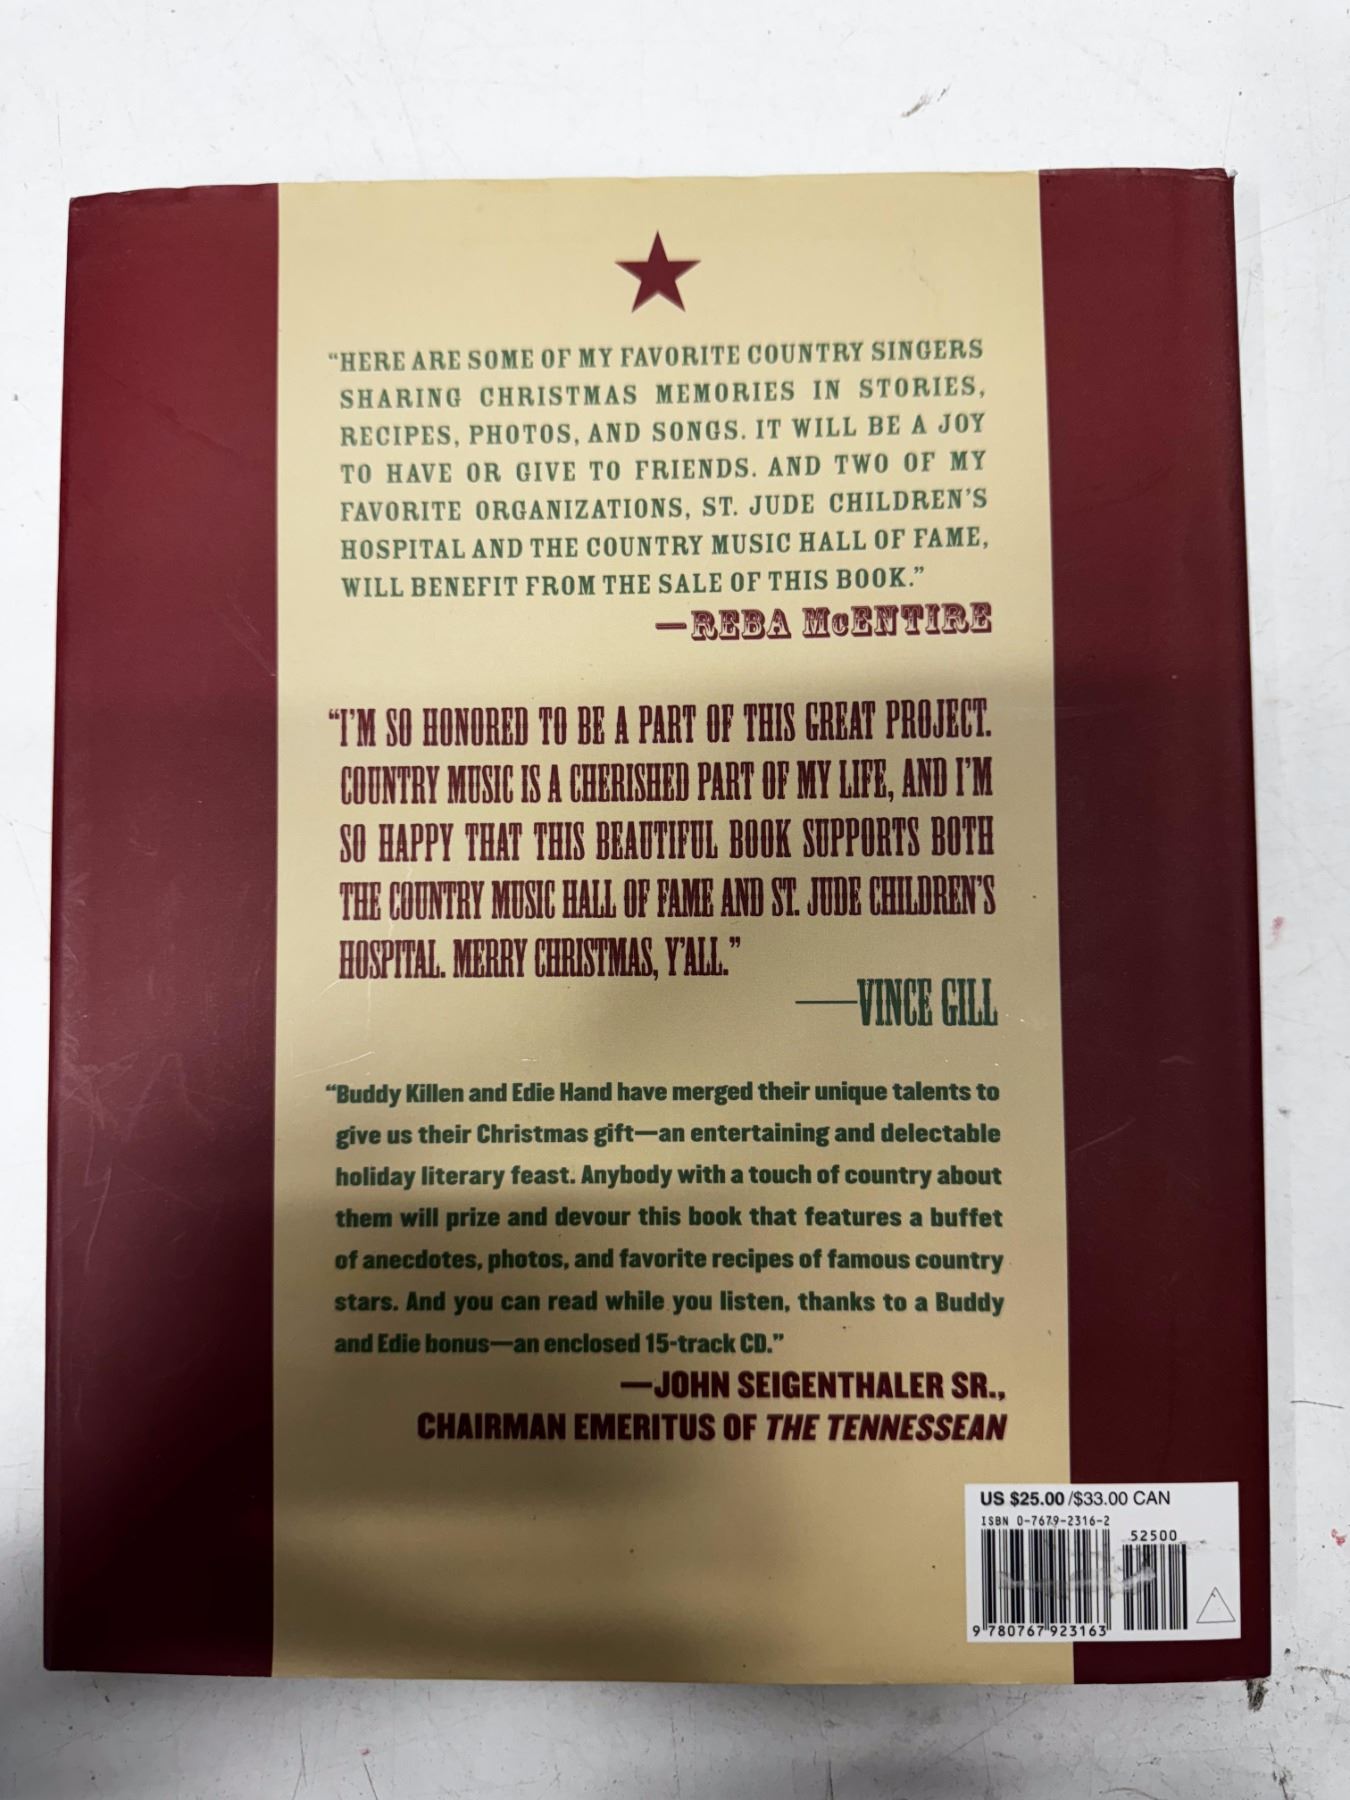 “HERE ARE SOME OF MY FAVORITE COUNTRY SINGERS
SHARING CHRISTMAS MEMORIES IN STORIES,
RECIPES, PHOTOS, AND SONGS. IT WILL BE A JOY
TO HAVE OR GIVE TO FRIENDS. AND TWO OF MY
FAVORITE ORGANIZATIONS, ST. JUDE CHILDREN’S
HOSPITAL AND THE COUNTRY MUSIC HALL OF FAME,
WILL BENEFIT FROM THE SALE OF THIS BOOK.”
—REBA McENTIRE
“I’M SO HONORED TO BE A PART OF THIS GREAT PROJECT.
COUNTRY MUSIC IS A CHERISHED PART OF MY LIFE, AND I’M
SO HAPPY THAT THIS BEAUTIFUL BOOK SUPPORTS BOTH
THE COUNTRY MUSIC HALL OF FAME AND ST. JUDE CHILDREN’S
HOSPITAL. MERRY CHRISTMAS, Y’ALL.”
—VINCE GILL
“Buddy Killen and Edie Hand have merged their unique talents to
give us their Christmas gift—an entertaining and delectable
holiday literary feast. Anybody with a touch of country about
them will prize and devour this book that features a buffet
of anecdotes, photos, and favorite recipes of famous country
stars. And you can read while you listen, thanks to a Buddy
and Edie bonus—an enclosed 15-track CD.”
—JOHN SEIGENTHALER SR.,
CHAIRMAN EMERITUS OF THE TENNESSEAN
US $25.00 /$33.00 CAN
ISBN 0-7679-2316-2
52500
9 780767 923163